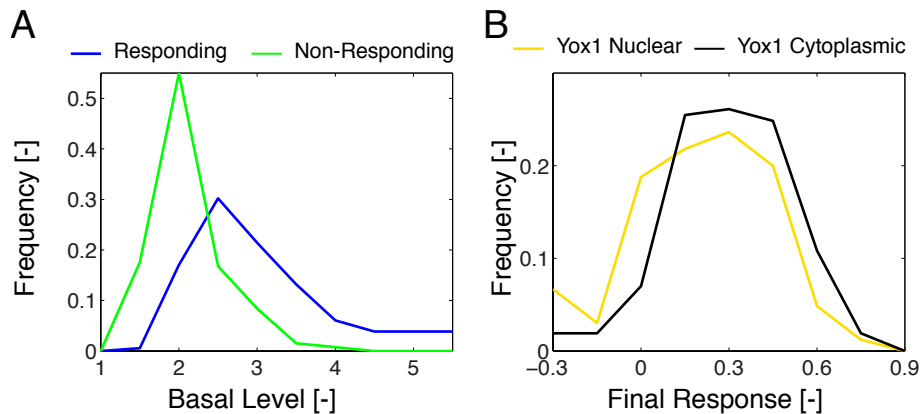 A
Responding
Non-Responding
Frequency [-]
0.5
0.4
0.3
0.2
0.1
0
1
2
3
4
5
Basal Level [-]
B
Yox1 Nuclear
Yox1 Cytoplasmic
Frequency [-]
0.2
0.1
0
−0.3
0
0.3
0.6
0.9
Final Response [-]